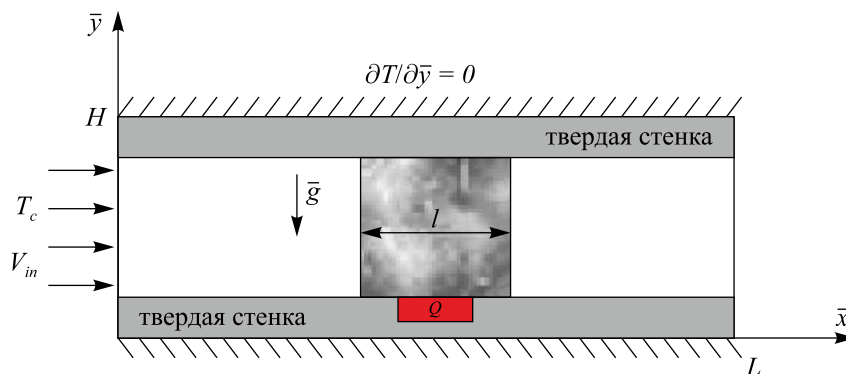 ȳ
∂T/∂ȳ = 0
H
твердая стенка
T_c
ḡ
l
V_in
Q
твердая стенка
x̄
L